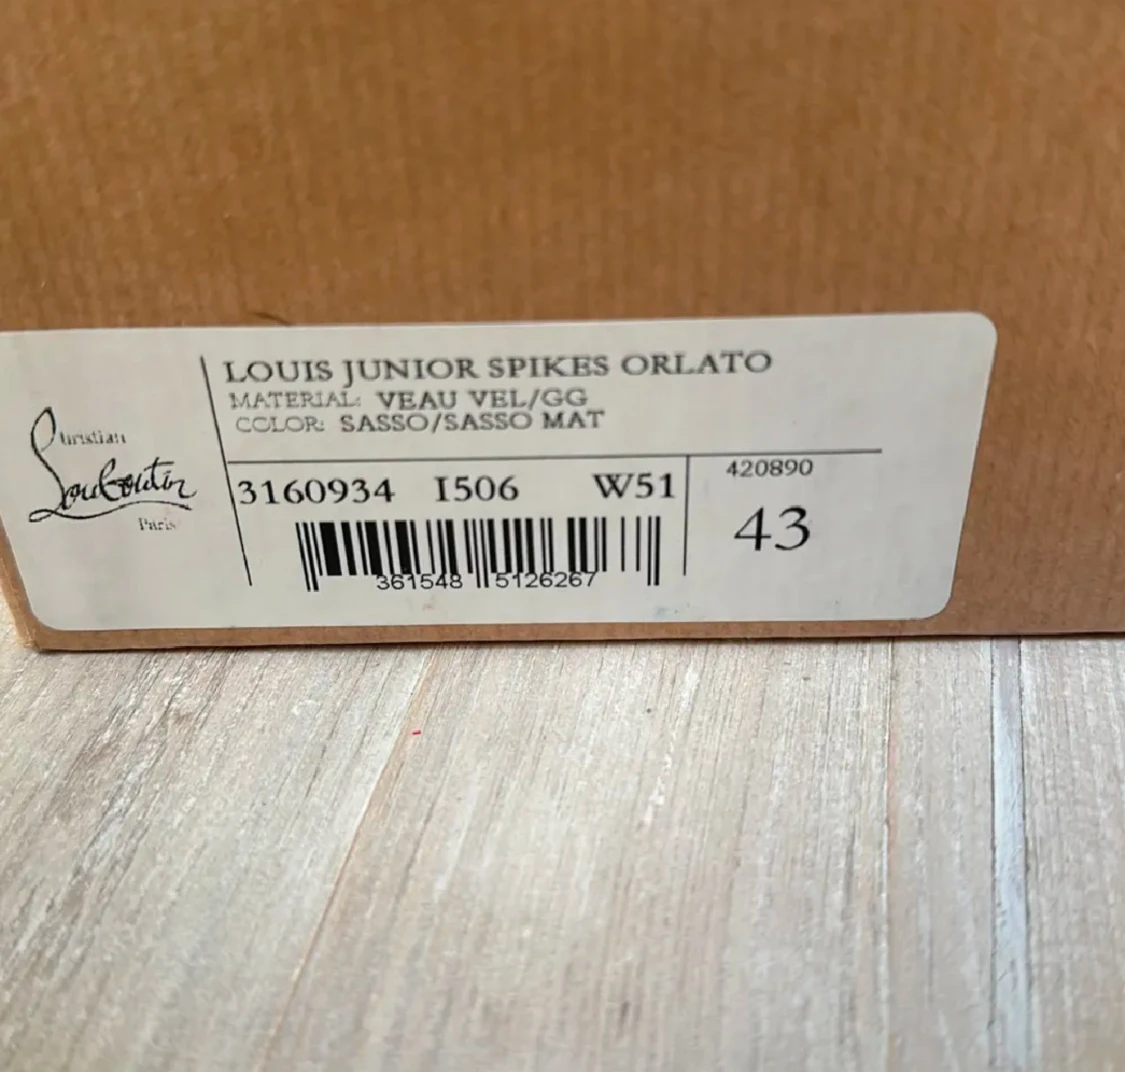 Christian
Louboutin
Paris
LOUIS JUNIOR SPIKES ORLATO
MATERIAL: VEAU VEL/GG
COLOR: SASSO/SASSO MAT
3160934 I506 W51
420890
43
361548 5126267